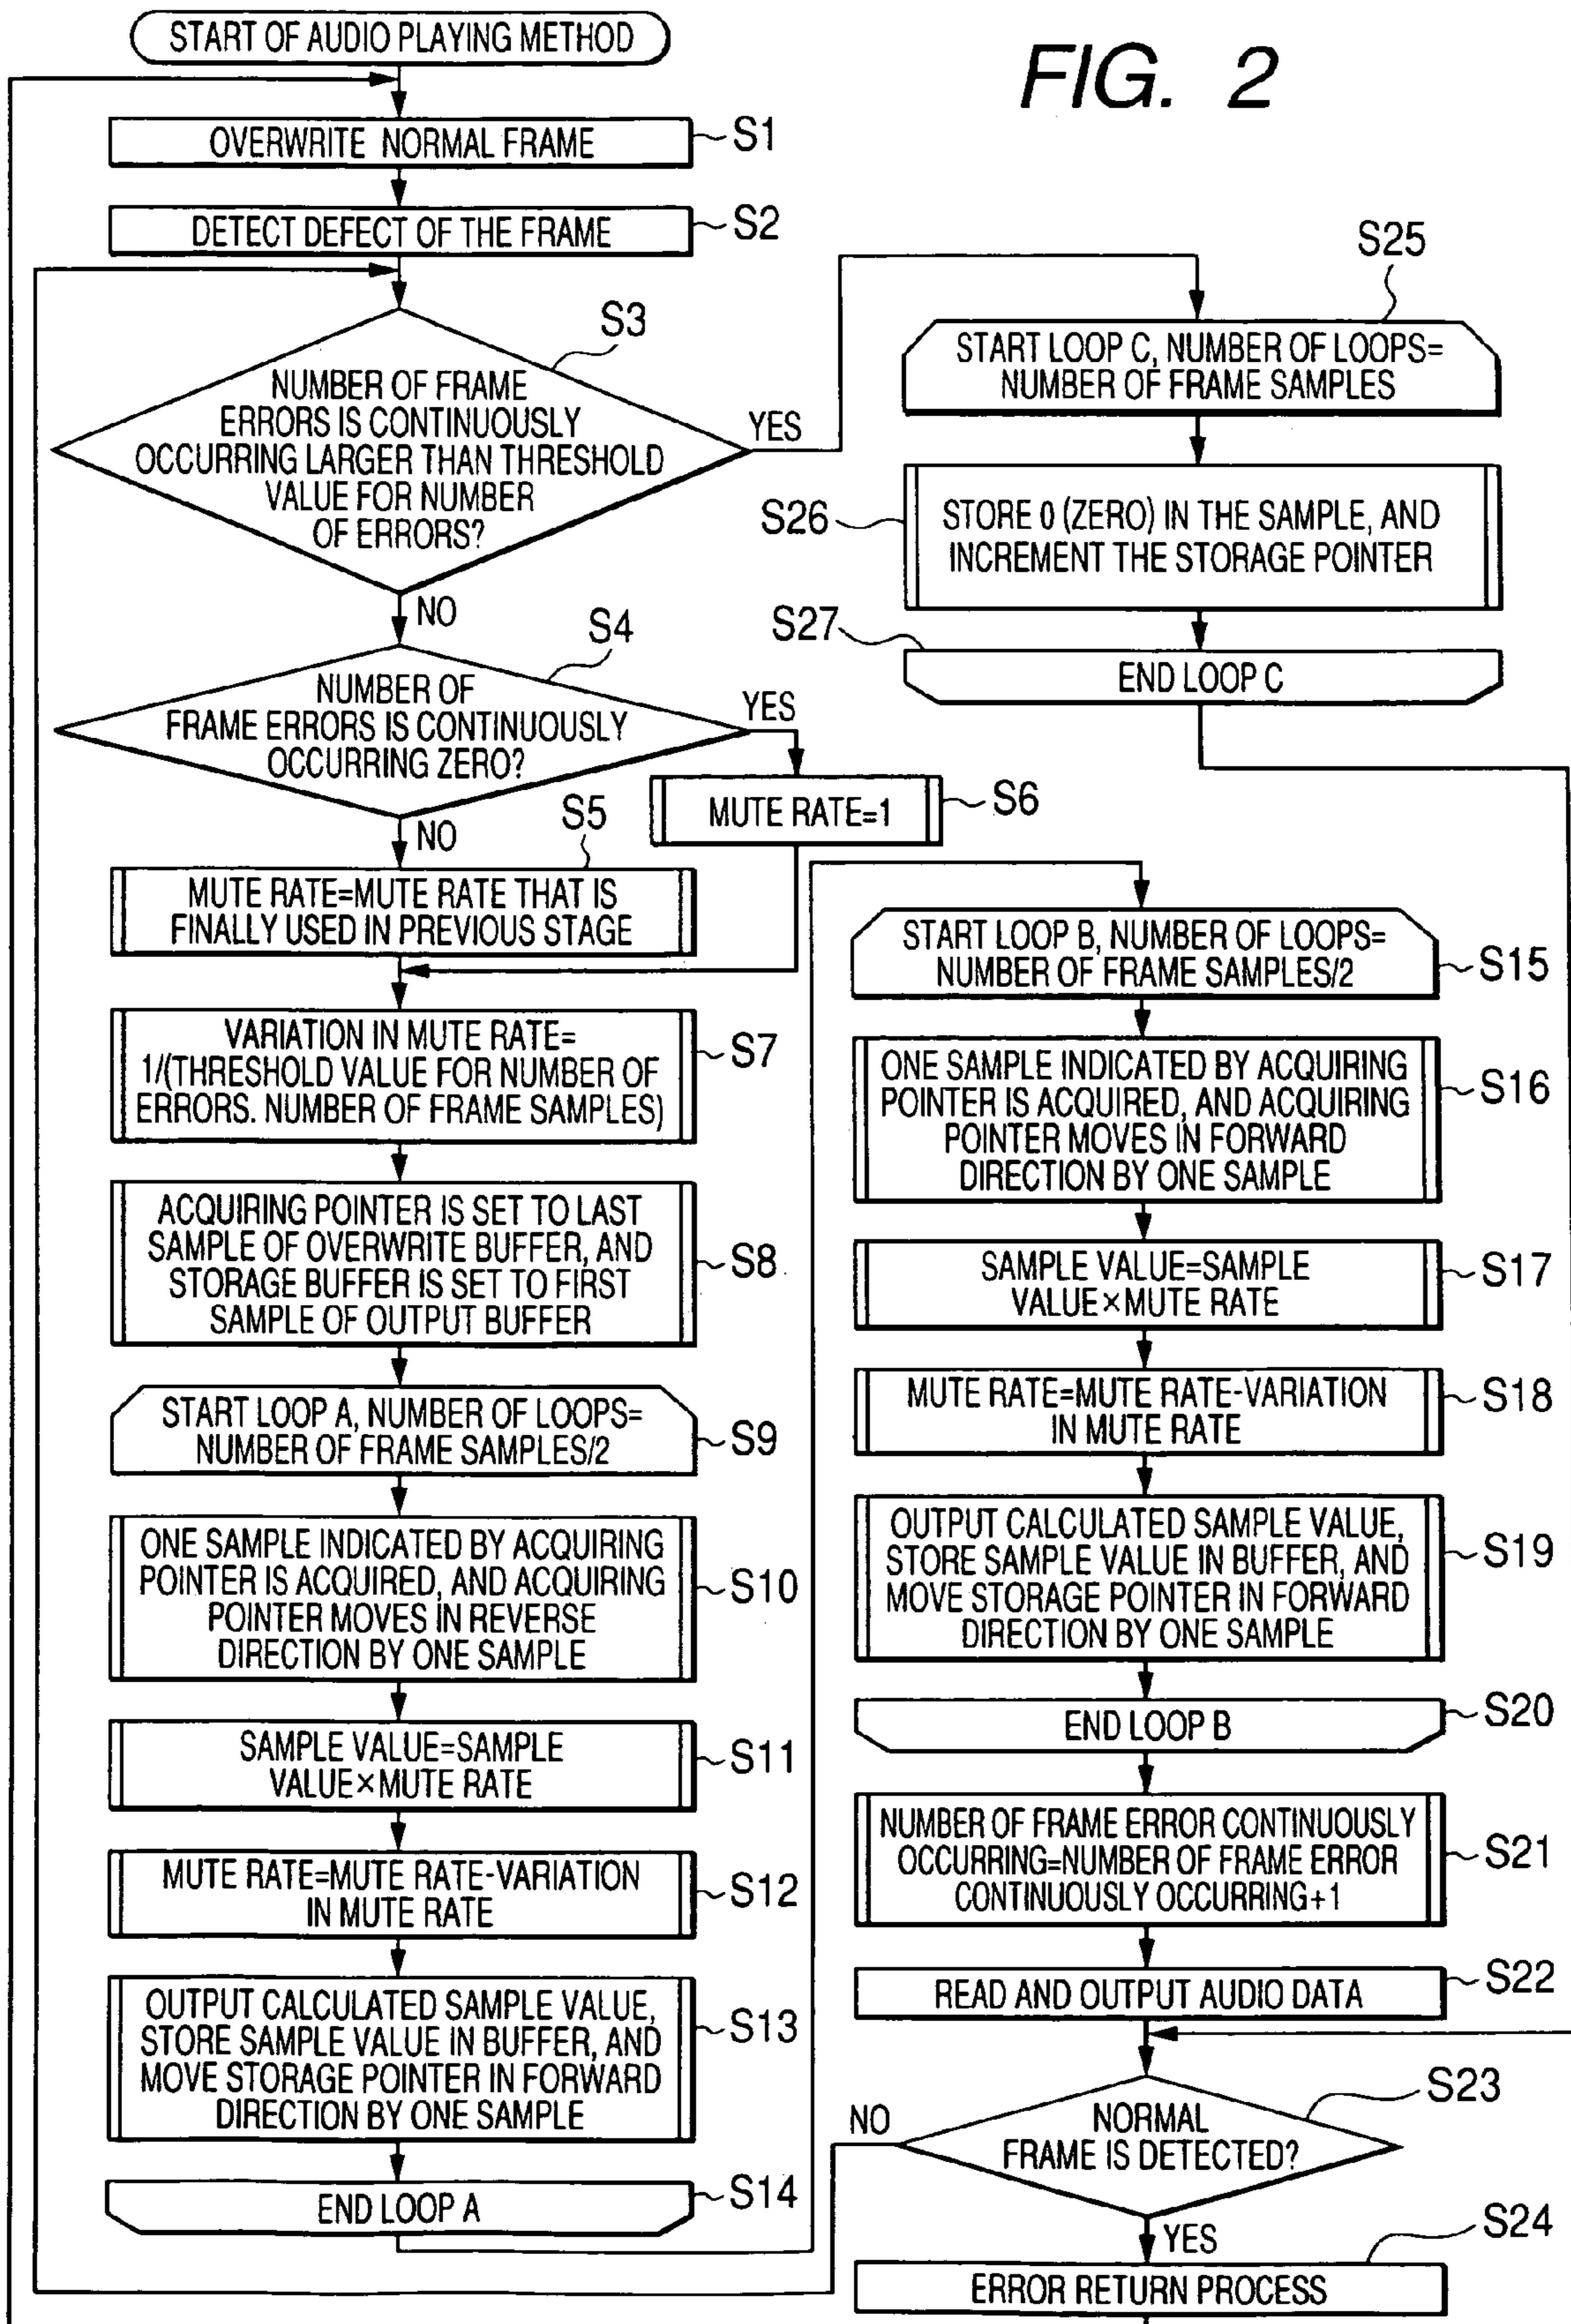 FIG. 2
START OF AUDIO PLAYING METHOD
OVERWRITE NORMAL FRAME
S1
DETECT DEFECT OF THE FRAME
S2
S3
NUMBER OF FRAME
ERRORS IS CONTINUOUSLY
OCCURRING LARGER THAN THRESHOLD
VALUE FOR NUMBER
OF ERRORS?
YES
NO
S4
NUMBER OF
FRAME ERRORS IS CONTINUOUSLY
OCCURRING ZERO?
YES
NO
S5
MUTE RATE=MUTE RATE THAT IS
FINALLY USED IN PREVIOUS STAGE
MUTE RATE=1
S6
VARIATION IN MUTE RATE=
1/(THRESHOLD VALUE FOR NUMBER OF
ERRORS. NUMBER OF FRAME SAMPLES)
S7
ACQUIRING POINTER IS SET TO LAST
SAMPLE OF OVERWRITE BUFFER, AND
STORAGE BUFFER IS SET TO FIRST
SAMPLE OF OUTPUT BUFFER
S8
START LOOP A, NUMBER OF LOOPS=
NUMBER OF FRAME SAMPLES/2
S9
ONE SAMPLE INDICATED BY ACQUIRING
POINTER IS ACQUIRED, AND ACQUIRING
POINTER MOVES IN REVERSE
DIRECTION BY ONE SAMPLE
S10
SAMPLE VALUE=SAMPLE
VALUE×MUTE RATE
S11
MUTE RATE=MUTE RATE-VARIATION
IN MUTE RATE
S12
OUTPUT CALCULATED SAMPLE VALUE,
STORE SAMPLE VALUE IN BUFFER, AND
MOVE STORAGE POINTER IN FORWARD
DIRECTION BY ONE SAMPLE
S13
END LOOP A
S14
S25
START LOOP C, NUMBER OF LOOPS=
NUMBER OF FRAME SAMPLES
S26
STORE 0 (ZERO) IN THE SAMPLE, AND
INCREMENT THE STORAGE POINTER
S27
END LOOP C
START LOOP B, NUMBER OF LOOPS=
NUMBER OF FRAME SAMPLES/2
S15
ONE SAMPLE INDICATED BY ACQUIRING
POINTER IS ACQUIRED, AND ACQUIRING
POINTER MOVES IN FORWARD
DIRECTION BY ONE SAMPLE
S16
SAMPLE VALUE=SAMPLE
VALUE×MUTE RATE
S17
MUTE RATE=MUTE RATE-VARIATION
IN MUTE RATE
S18
OUTPUT CALCULATED SAMPLE VALUE,
STORE SAMPLE VALUE IN BUFFER, AND
MOVE STORAGE POINTER IN FORWARD
DIRECTION BY ONE SAMPLE
S19
END LOOP B
S20
NUMBER OF FRAME ERROR CONTINUOUSLY
OCCURRING=NUMBER OF FRAME ERROR
CONTINUOUSLY OCCURRING+1
S21
READ AND OUTPUT AUDIO DATA
S22
S23
NORMAL
FRAME IS DETECTED?
NO
YES
S24
ERROR RETURN PROCESS